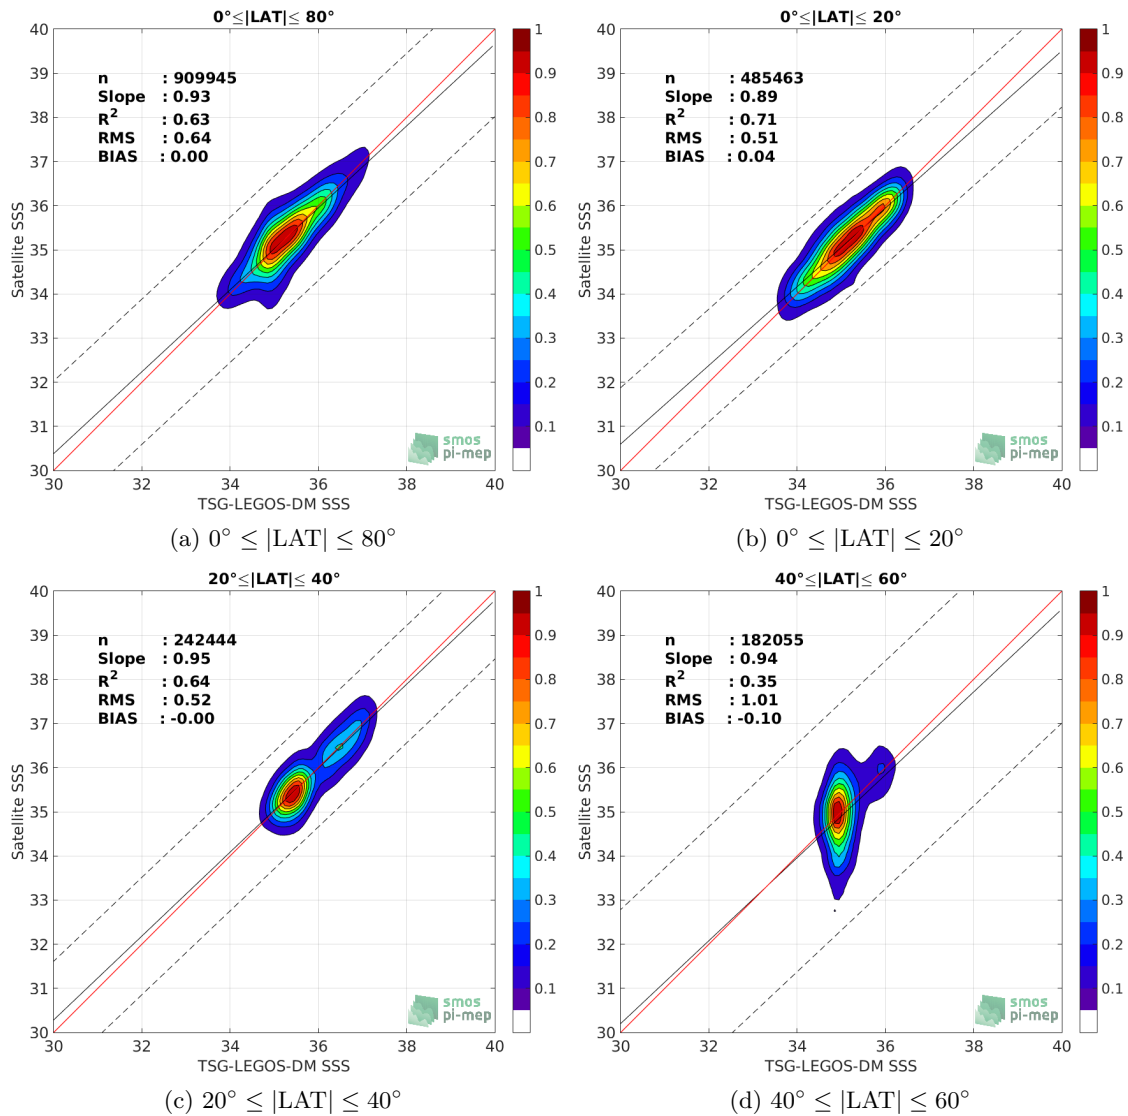 0°≤|LAT|≤ 80°
40
39
38
37
36
35
34
33
32
31
30
Satellite SSS
n : 909945
Slope : 0.93
R² : 0.63
RMS : 0.64
BIAS : 0.00
smos
pi-mep
30 32 34 36 38 40
TSG-LEGOS-DM SSS
1
0.9
0.8
0.7
0.6
0.5
0.4
0.3
0.2
0.1
(a) 0° ≤ |LAT| ≤ 80°
0°≤|LAT|≤ 20°
40
39
38
37
36
35
34
33
32
31
30
Satellite SSS
n : 485463
Slope : 0.89
R² : 0.71
RMS : 0.51
BIAS : 0.04
smos
pi-mep
30 32 34 36 38 40
TSG-LEGOS-DM SSS
1
0.9
0.8
0.7
0.6
0.5
0.4
0.3
0.2
0.1
(b) 0° ≤ |LAT| ≤ 20°
20°≤|LAT|≤ 40°
40
39
38
37
36
35
34
33
32
31
30
Satellite SSS
n : 242444
Slope : 0.95
R² : 0.64
RMS : 0.52
BIAS : -0.00
smos
pi-mep
30 32 34 36 38 40
TSG-LEGOS-DM SSS
1
0.9
0.8
0.7
0.6
0.5
0.4
0.3
0.2
0.1
(c) 20° ≤ |LAT| ≤ 40°
40°≤|LAT|≤ 60°
40
39
38
37
36
35
34
33
32
31
30
Satellite SSS
n : 182055
Slope : 0.94
R² : 0.35
RMS : 1.01
BIAS : -0.10
smos
pi-mep
30 32 34 36 38 40
TSG-LEGOS-DM SSS
1
0.9
0.8
0.7
0.6
0.5
0.4
0.3
0.2
0.1
(d) 40° ≤ |LAT| ≤ 60°